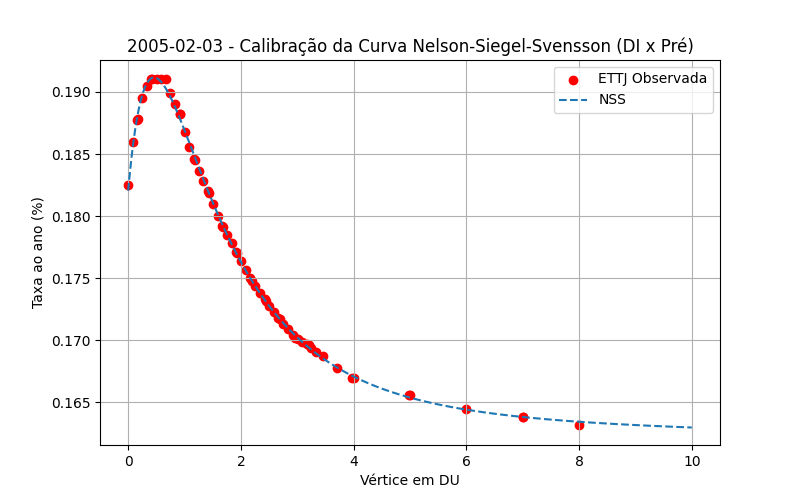 2005-02-03 - Calibração da Curva Nelson-Siegel-Svensson (DI x Pré)
ETTJ Observada
NSS
Taxa ao ano (%)
0.190
0.185
0.180
0.175
0.170
0.165
0 2 4 6 8 10
Vértice em DU